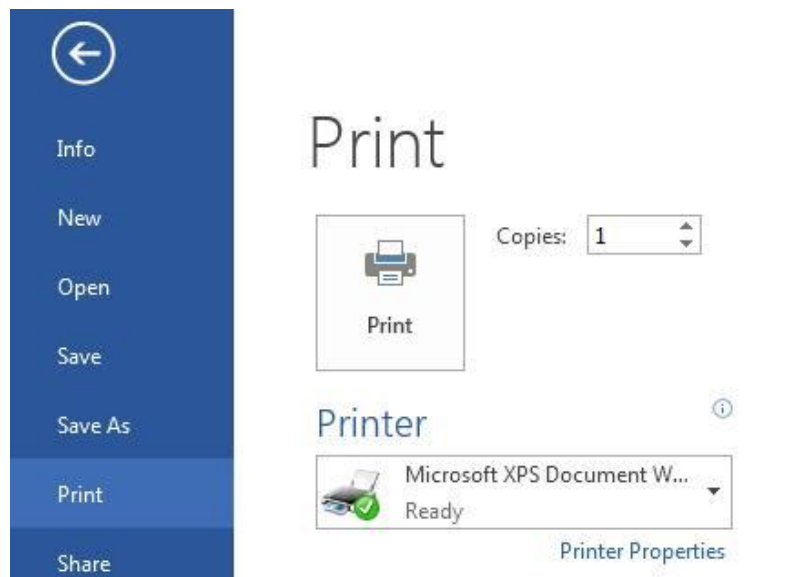 Info
New
Open
Save
Save As
Print
Share
Print
Copies: 1
Print
Printer
Microsoft XPS Document W...
Ready
Printer Properties